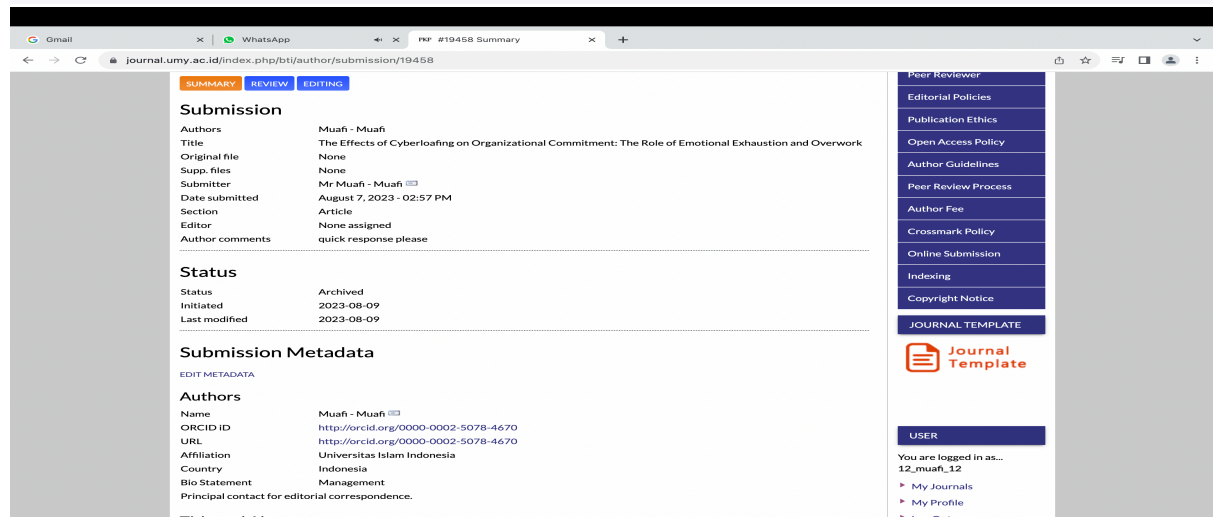 Gmail
WhatsApp
PKP #19458 Summary
journal.umy.ac.id/index.php/bti/author/submission/19458
SUMMARY REVIEW EDITING
Submission
Authors Muafi - Muafi
Title The Effects of Cyberloafing on Organizational Commitment: The Role of Emotional Exhaustion and Overwork
Original file None
Supp. files None
Submitter Mr Muafi - Muafi
Date submitted August 7, 2023 - 02:57 PM
Section Article
Editor None assigned
Author comments quick response please
Status
Status Archived
Initiated 2023-08-09
Last modified 2023-08-09
Submission Metadata
EDIT METADATA
Authors
Name Muafi - Muafi
ORCID iD http://orcid.org/0000-0002-5078-4670
URL http://orcid.org/0000-0002-5078-4670
Affiliation Universitas Islam Indonesia
Country Indonesia
Bio Statement Management
Principal contact for editorial correspondence.
Peer Reviewer
Editorial Policies
Publication Ethics
Open Access Policy
Author Guidelines
Peer Review Process
Author Fee
Crossmark Policy
Online Submission
Indexing
Copyright Notice
JOURNAL TEMPLATE
Journal
Template
USER
You are logged in as...
12_muafi_12
My Journals
My Profile